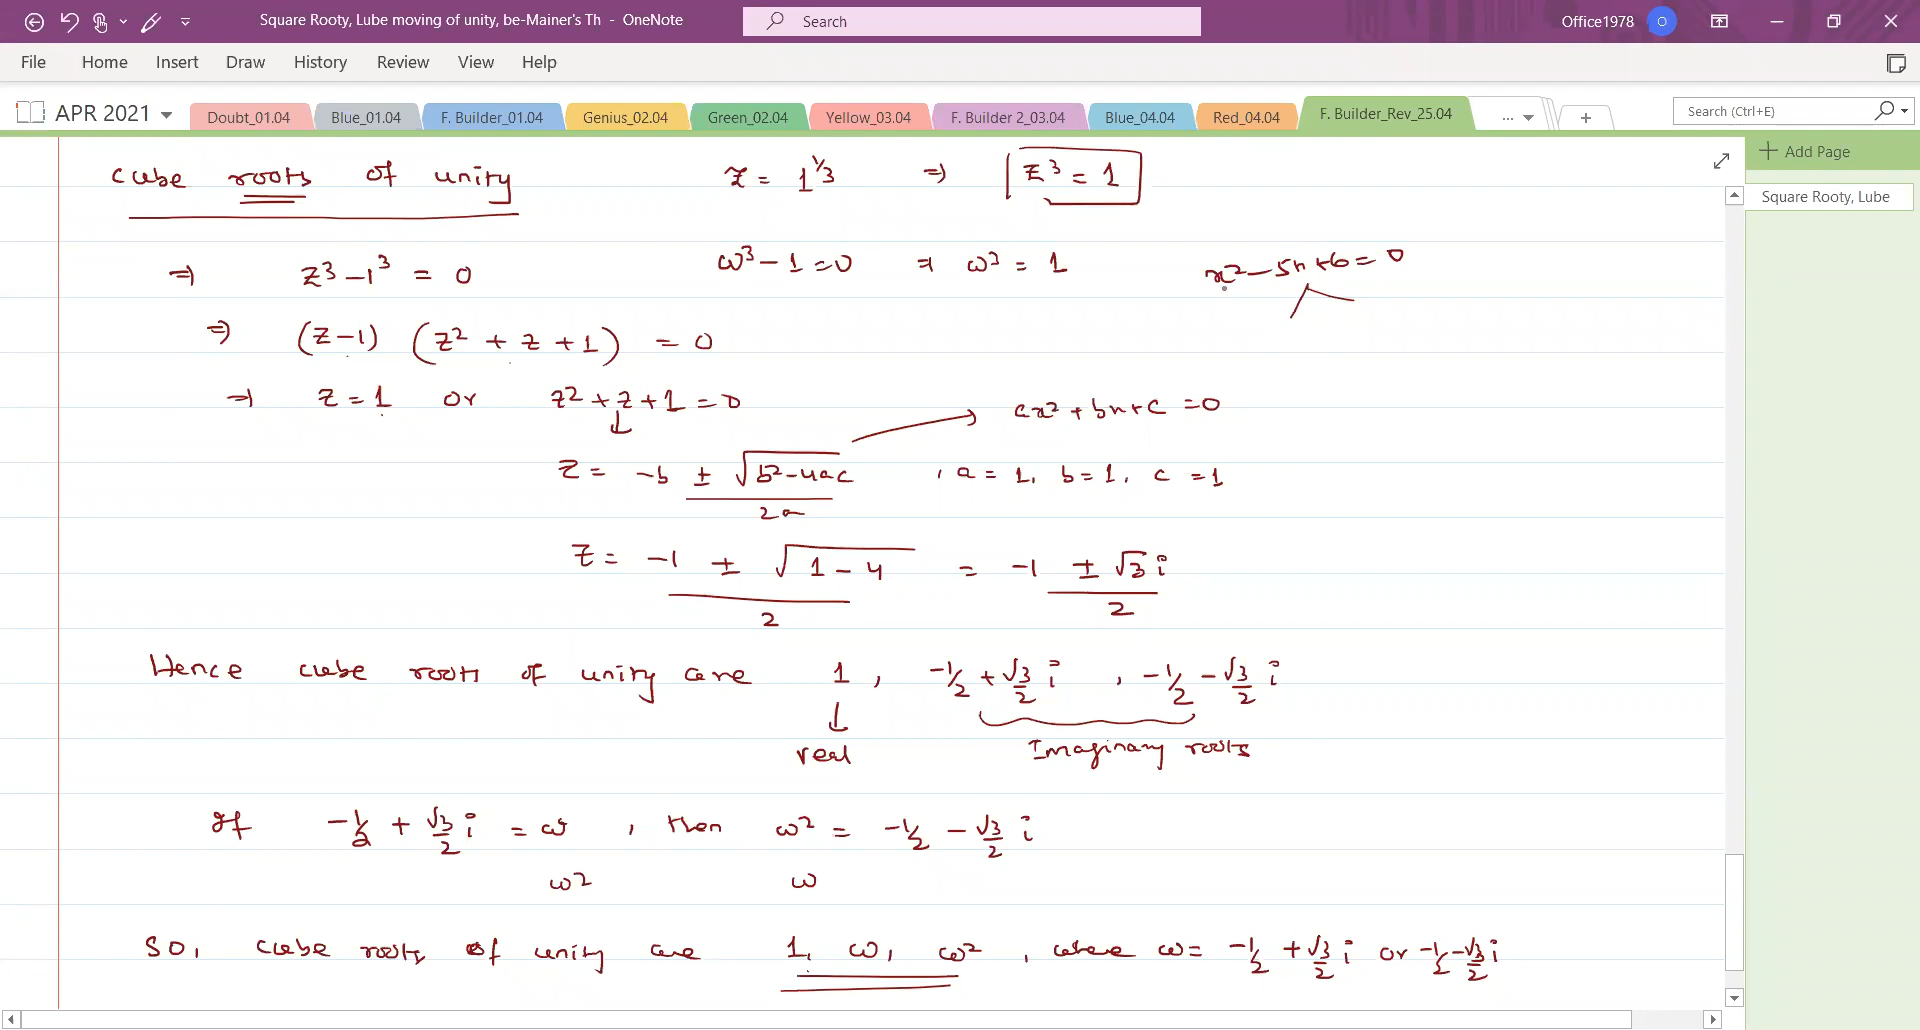 Square Rooty, Lube moving of unity, be-Mainer's Th - OneNote
Search
Office1978
O
File Home Insert Draw History Review View Help
APR 2021
Doubt_01.04 Blue_01.04 F. Builder_01.04 Genius_02.04 Green_02.04 Yellow_03.04 F. Builder 2_03.04 Blue_04.04 Red_04.04 F. Builder_Rev_25.04 ... +
Search (Ctrl+E)
+ Add Page
Square Rooty, Lube
cube roots of unity z = 1^1/3 ⇒ z³ = 1
⇒ z³ - 1³ = 0 ω³ - 1 = 0 ⇒ ω³ = 1 x² - 5x + 6 = 0
⇒ (z - 1) (z² + z + 1) = 0
⇒ z = 1 or z² + z + 1 = 0
ax² + bx + c = 0
z = -b ± √(b² - 4ac) / 2a , a = 1, b = 1, c = 1
z = -1 ± √(1 - 4) / 2 = -1 ± √3 i / 2
Hence cube roots of unity are 1, -1/2 + √3/2 i , -1/2 - √3/2 i
real Imaginary roots
If -1/2 + √3/2 i = ω , then ω² = -1/2 - √3/2 i
ω² ω
So, cube roots of unity are 1, ω, ω² , where ω = -1/2 + √3/2 i or -1/2 - √3/2 i